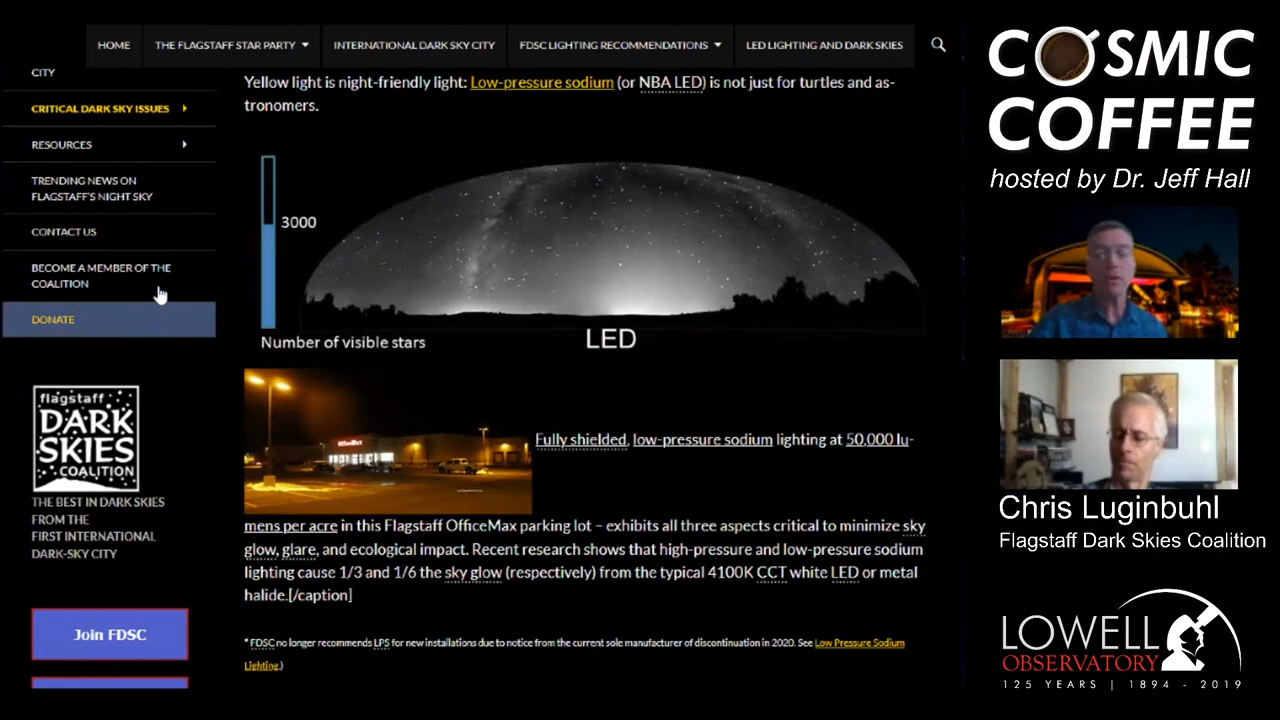 HOME
THE FLAGSTAFF STAR PARTY
INTERNATIONAL DARK SKY CITY
FDSC LIGHTING RECOMMENDATIONS
LED LIGHTING AND DARK SKIES
CITY
CRITICAL DARK SKY ISSUES
RESOURCES
TRENDING NEWS ON
FLAGSTAFF'S NIGHT SKY
CONTACT US
BECOME A MEMBER OF THE
COALITION
DONATE
flagstaff
DARK
SKIES
COALITION
THE BEST IN DARK SKIES
FROM THE
FIRST INTERNATIONAL
DARK-SKY CITY
Join FDSC
Yellow light is night-friendly light: Low-pressure sodium (or NBA LED) is not just for turtles and as-
tronomers.
3000
Number of visible stars
LED
OfficeMax
Fully shielded, low-pressure sodium lighting at 50,000 lu-
mens per acre in this Flagstaff OfficeMax parking lot – exhibits all three aspects critical to minimize sky
glow, glare, and ecological impact. Recent research shows that high-pressure and low-pressure sodium
lighting cause 1/3 and 1/6 the sky glow (respectively) from the typical 4100K CCT white LED or metal
halide.[/caption]
* FDSC no longer recommends LPS for new installations due to notice from the current sole manufacturer of discontinuation in 2020. See Low Pressure Sodium
Lighting.)
COSMIC
COFFEE
hosted by Dr. Jeff Hall
Chris Luginbuhl
Flagstaff Dark Skies Coalition
LOWELL
OBSERVATORY
125 YEARS | 1894 - 2019